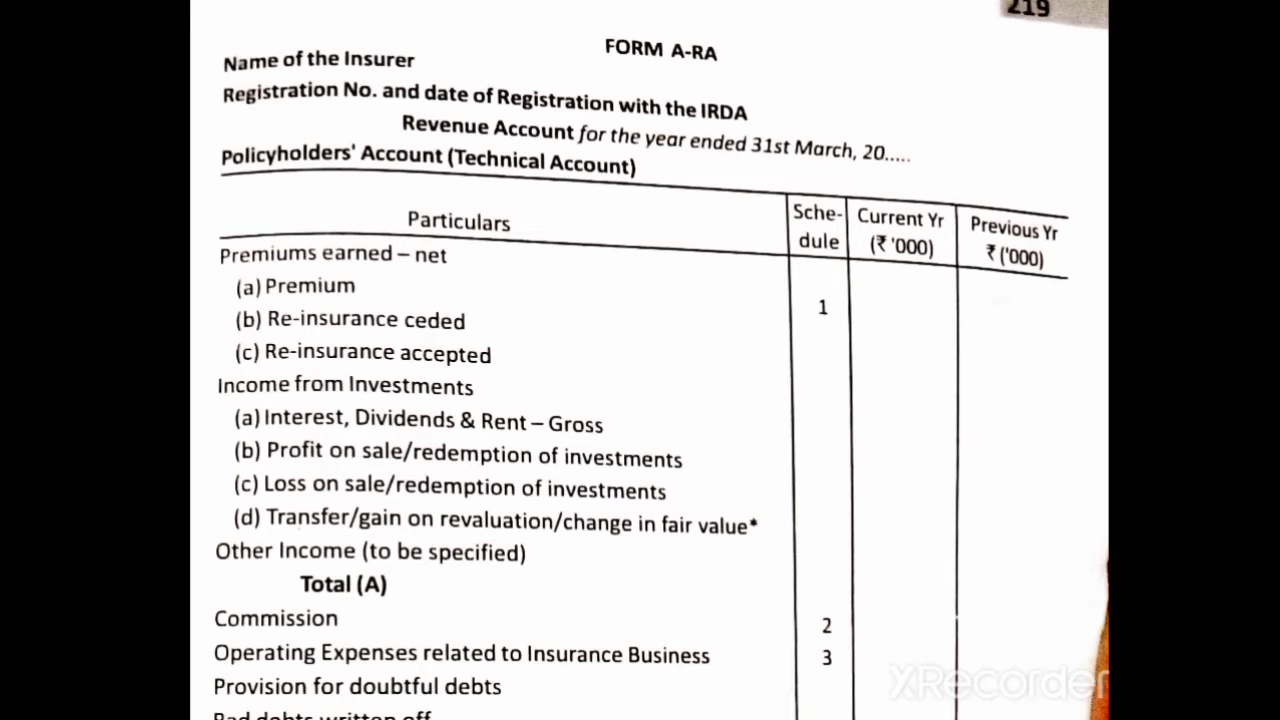 219
FORM A-RA
Name of the Insurer
Registration No. and date of Registration with the IRDA
Revenue Account for the year ended 31st March, 20.....
Policyholders' Account (Technical Account)
Particulars Sche-dule Current Yr (₹ '000) Previous Yr ₹ ('000)
Premiums earned – net
(a) Premium 1
(b) Re-insurance ceded
(c) Re-insurance accepted
Income from Investments
(a) Interest, Dividends & Rent – Gross
(b) Profit on sale/redemption of investments
(c) Loss on sale/redemption of investments
(d) Transfer/gain on revaluation/change in fair value*
Other Income (to be specified)
Total (A)
Commission 2
Operating Expenses related to Insurance Business 3
Provision for doubtful debts
Bad debts written off
XRecorder